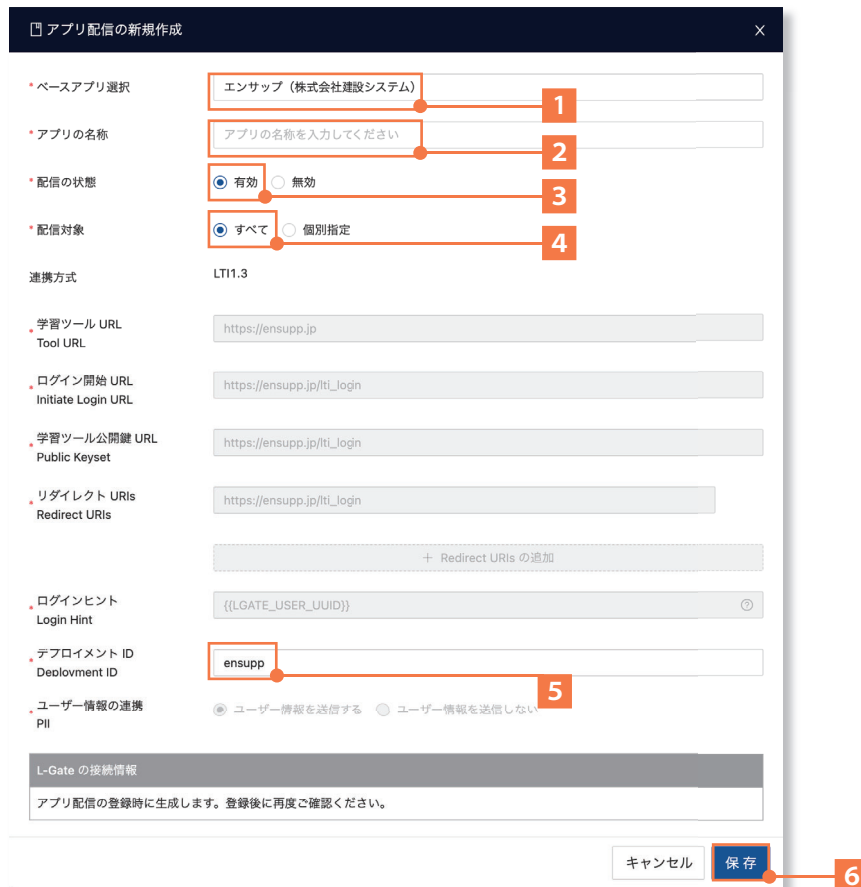 アプリ配信の新規作成
* ベースアプリ選択
エンサップ（株式会社建設システム）
1
* アプリの名称
アプリの名称を入力してください
2
* 配信の状態
有効 無効
3
* 配信対象
すべて 個別指定
4
連携方式
LTI1.3
* 学習ツール URL
Tool URL
https://ensupp.jp
* ログイン開始 URL
Initiate Login URL
https://ensupp.jp/lti_login
* 学習ツール公開鍵 URL
Public Keyset
https://ensupp.jp/lti_login
* リダイレクト URIs
Redirect URIs
https://ensupp.jp/lti_login
+ Redirect URIs の追加
* ログインヒント
Login Hint
{{LGATE_USER_UUID}}
* デプロイメント ID
Deployment ID
ensupp
5
* ユーザー情報の連携
PII
ユーザー情報を送信する ユーザー情報を送信しない
L-Gate の接続情報
アプリ配信の登録時に生成します。登録後に再度ご確認ください。
キャンセル 保存
6